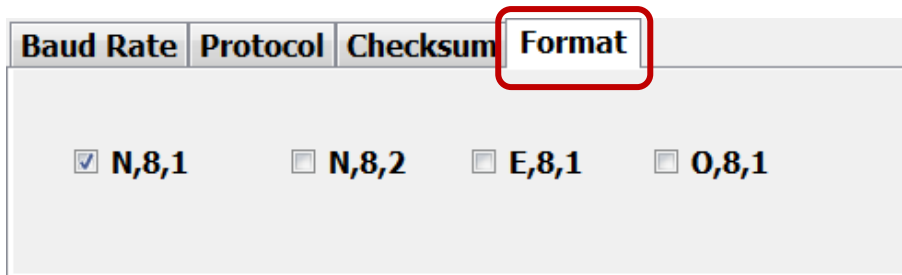 Baud Rate Protocol Checksum Format
N,8,1 N,8,2 E,8,1 O,8,1